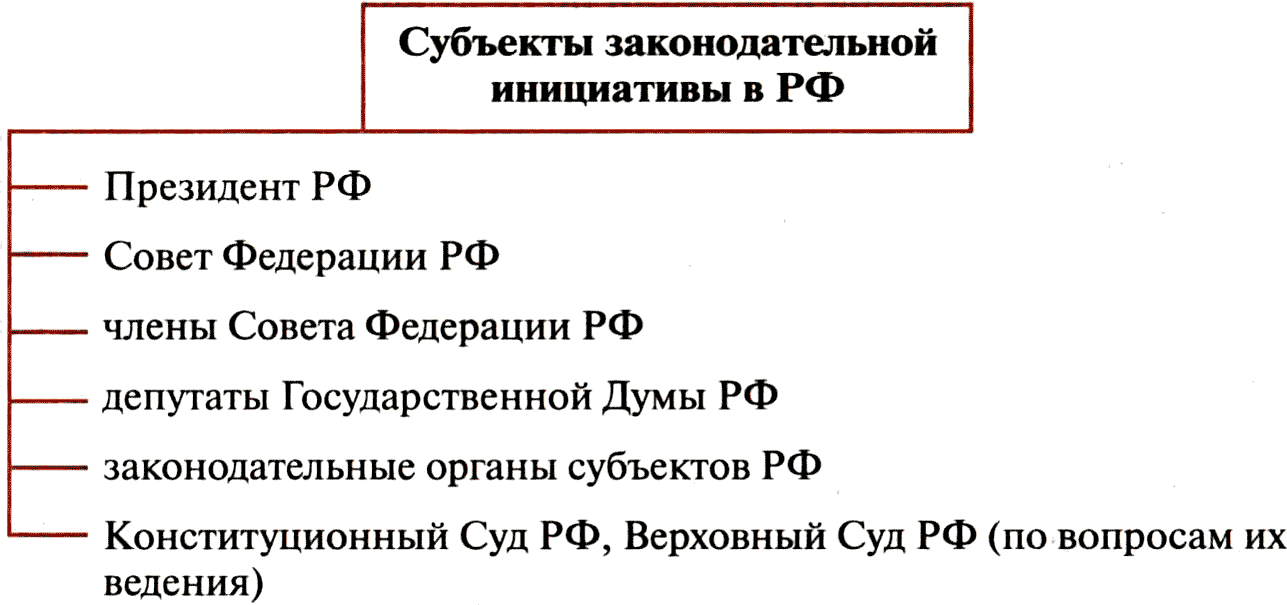 Субъекты законодательной
инициативы в РФ
Президент РФ
Совет Федерации РФ
члены Совета Федерации РФ
депутаты Государственной Думы РФ
законодательные органы субъектов РФ
Конституционный Суд РФ, Верховный Суд РФ (по вопросам их
ведения)